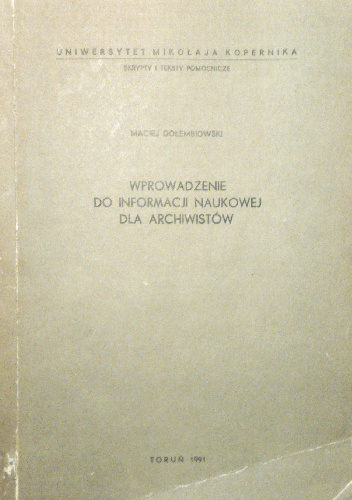 UNIWERSYTET MIKOŁAJA KOPERNIKA
SKRYPTY I TEKSTY POMOCNICZE
MACIEJ GOŁEMBIOWSKI
WPROWADZENIE
DO INFORMACJI NAUKOWEJ
DLA ARCHIWISTÓW
TORUŃ 1991